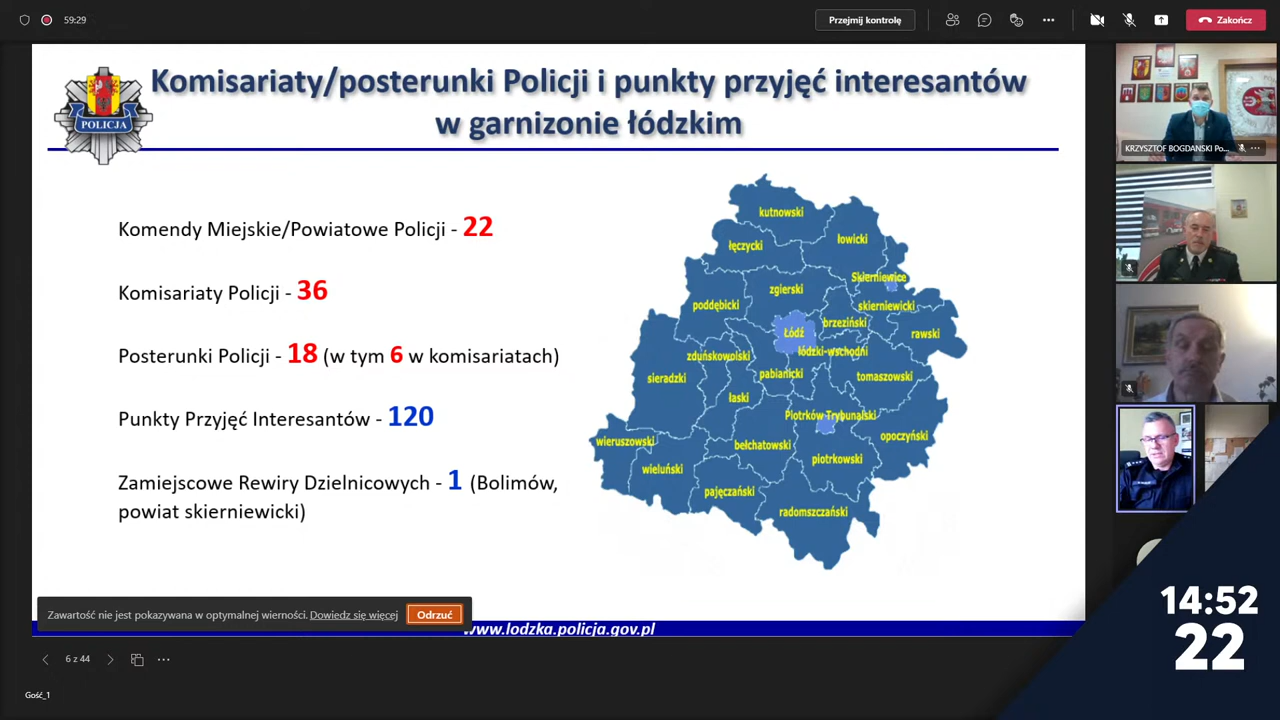 59:29
Przejmij kontrolę
Zakończ
Komisariaty/posterunki Policji i punkty przyjęć interesantów
w garnizonie łódzkim
POLICJA
Komendy Miejskie/Powiatowe Policji - 22
Komisariaty Policji - 36
Posterunki Policji - 18 (w tym 6 w komisariatach)
Punkty Przyjęć Interesantów - 120
Zamiejscowe Rewiry Dzielnicowych - 1 (Bolimów,
powiat skierniewicki)
kutnowski
łęczycki
łowicki
Skierniewice
zgierski
poddębicki
skierniewicki
brzeziński
Łódź
rawski
łódzki-wschodni
zduńskowolski
pabianicki
sieradzki
tomaszowski
łaski
Piotrków Trybunalski
opoczyński
wieruszowski
bełchatowski
piotrkowski
wieluński
pajęczański
radomszczański
KRZYSZTOF BOGDAŃSKI Po...
Zawartość nie jest pokazywana w optymalnej wierności. Dowiedz się więcej
Odrzuć
www.lodzka.policja.gov.pl
6 z 44
Gość_1
14:52
22